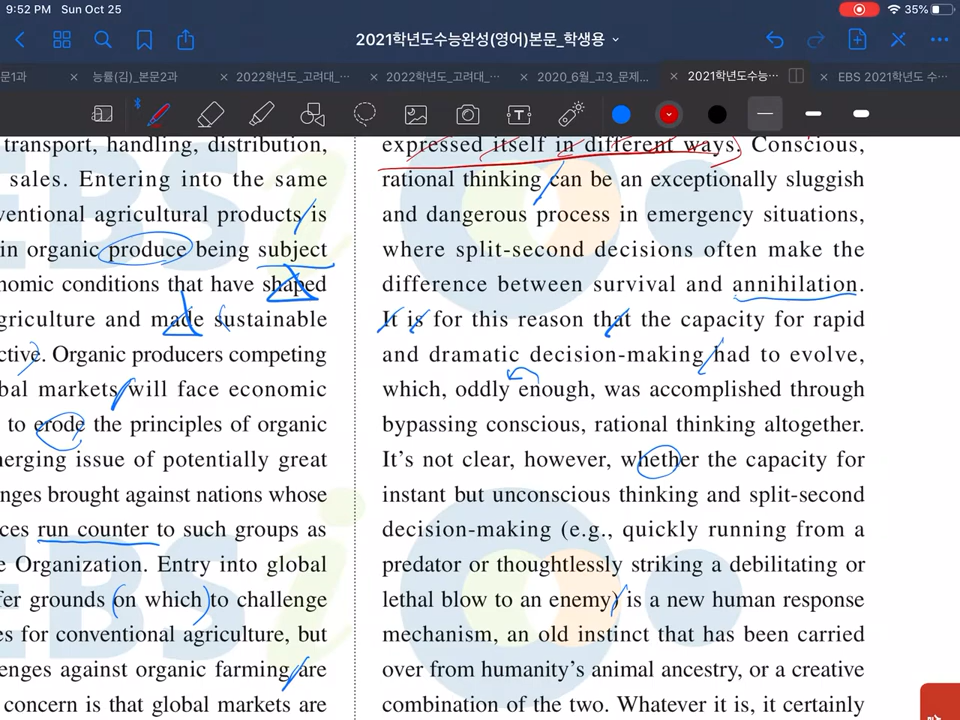 9:52 PM Sun Oct 25
35%
2021학년도수능완성(영어)본문_학생용
문1과
능률(김)_본문2과
2022학년도_고려대_…
2022학년도_고려대_…
2020_6월_고3_문제…
2021학년도수능…
EBS 2021학년도 수…
transport, handling, distribution,
sales. Entering into the same
ventional agricultural products is
in organic produce being subject
nomic conditions that have shaped
griculture and made sustainable
ctive. Organic producers competing
bal markets will face economic
to erode the principles of organic
nerging issue of potentially great
nges brought against nations whose
ces run counter to such groups as
e Organization. Entry into global
fer grounds on which to challenge
es for conventional agriculture, but
enges against organic farming are
concern is that global markets are
expressed itself in different ways. Conscious,
rational thinking can be an exceptionally sluggish
and dangerous process in emergency situations,
where split-second decisions often make the
difference between survival and annihilation.
It is for this reason that the capacity for rapid
and dramatic decision-making had to evolve,
which, oddly enough, was accomplished through
bypassing conscious, rational thinking altogether.
It's not clear, however, whether the capacity for
instant but unconscious thinking and split-second
decision-making (e.g., quickly running from a
predator or thoughtlessly striking a debilitating or
lethal blow to an enemy) is a new human response
mechanism, an old instinct that has been carried
over from humanity's animal ancestry, or a creative
combination of the two. Whatever it is, it certainly